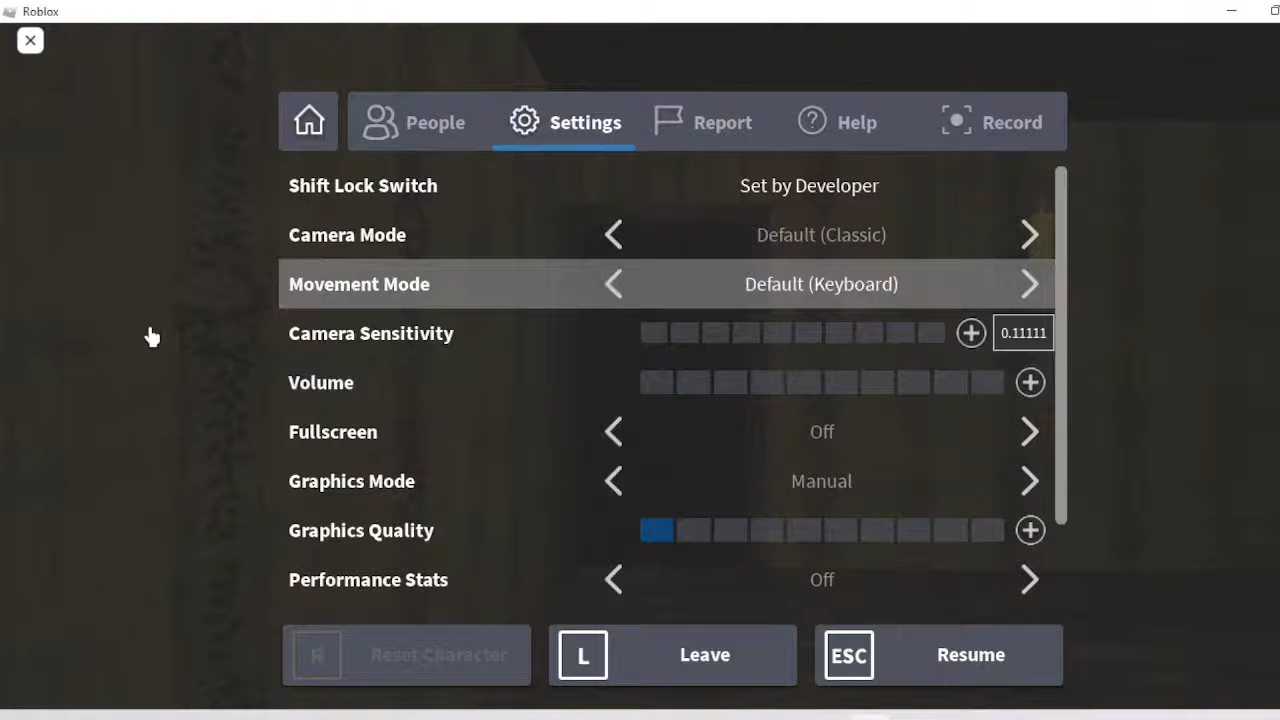 Roblox
People
Settings
Report
Help
Record
Shift Lock Switch
Set by Developer
Camera Mode
Default (Classic)
Movement Mode
Default (Keyboard)
Camera Sensitivity
0.11111
Volume
Fullscreen
Off
Graphics Mode
Manual
Graphics Quality
Performance Stats
Off
R
Reset Character
L
Leave
ESC
Resume